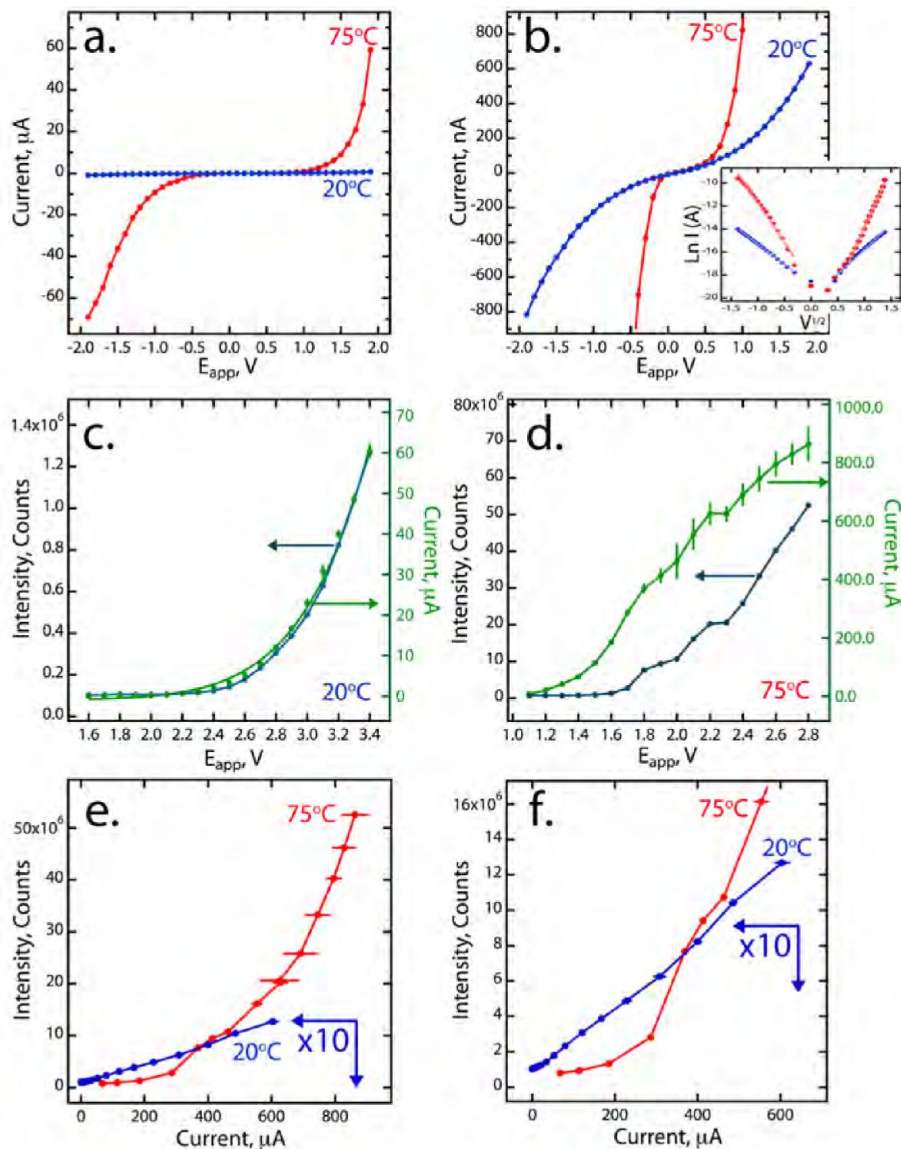 a.
75°C
60
40
20
0
-20
-40
-60
Current, μA
20°C
-2.0 -1.5 -1.0 -0.5 0.0 0.5 1.0 1.5 2.0
E_app, V
b.
75°C
20°C
800
600
400
200
0
-200
-400
-600
-800
Current, nA
-2.0 -1.5 -1.0 -0.5 0.0 0.5 1.0 1.5 2.0
E_app, V
-10
-12
-14
-16
-18
-20
Ln I (A)
-1.5 -1.0 -0.5 0.0 0.5 1.0 1.5
V^1/2
c.
1.4x10^6
1.2
1.0
0.8
0.6
0.4
0.2
0.1
0.0
Intensity, Counts
70
60
50
40
30
20
10
0
Current, μA
20°C
1.6 1.8 2.0 2.2 2.4 2.6 2.8 3.0 3.2 3.4
E_app, V
d.
80x10^6
70
60
50
40
30
20
10
0
Intensity, Counts
1000.0
800.0
600.0
400.0
200.0
0.0
Current, μA
75°C
1.0 1.2 1.4 1.6 1.8 2.0 2.2 2.4 2.6 2.8
E_app, V
e.
75°C
50x10^6
40
30
20
10
0
Intensity, Counts
20°C
x10
0 200 400 600 800
Current, μA
f.
75°C
20°C
16x10^6
14
12
10
8
6
4
2
0
Intensity, Counts
x10
0 200 400 600
Current, μA